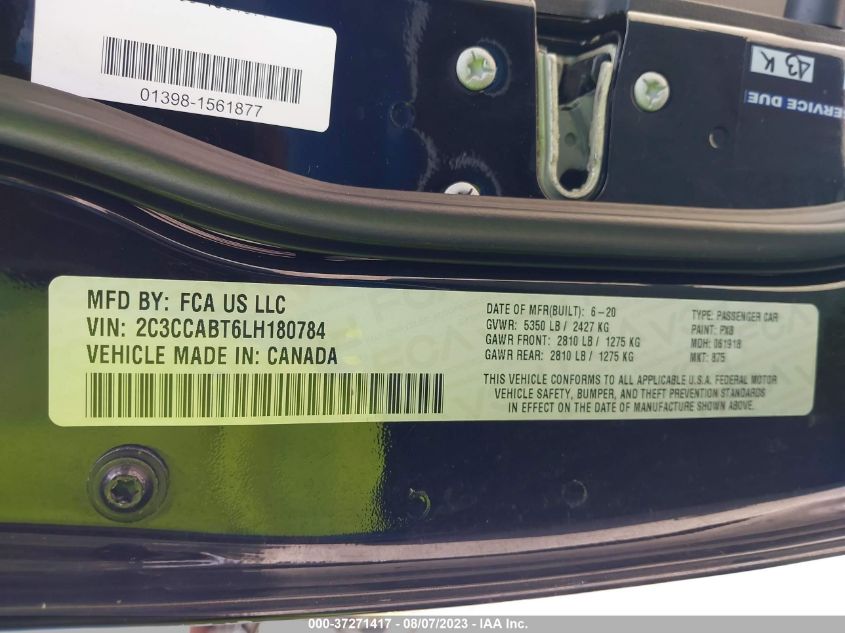 01398-1561877
ERVICE DUE
43 K
MFD BY: FCA US LLC
VIN: 2C3CCABT6LH180784
VEHICLE MADE IN: CANADA
DATE OF MFR(BUILT): 6-20
GVWR: 5350 LB / 2427 KG
GAWR FRONT: 2810 LB / 1275 KG
GAWR REAR: 2810 LB / 1275 KG
TYPE: PASSENGER CAR
PAINT: PX8
MDH: 061918
MKT: 875
THIS VEHICLE CONFORMS TO ALL APPLICABLE U.S.A. FEDERAL MOTOR
VEHICLE SAFETY, BUMPER, AND THEFT PREVENTION STANDARDS
IN EFFECT ON THE DATE OF MANUFACTURE SHOWN ABOVE.
000-37271417 - 08/07/2023 - IAA Inc.